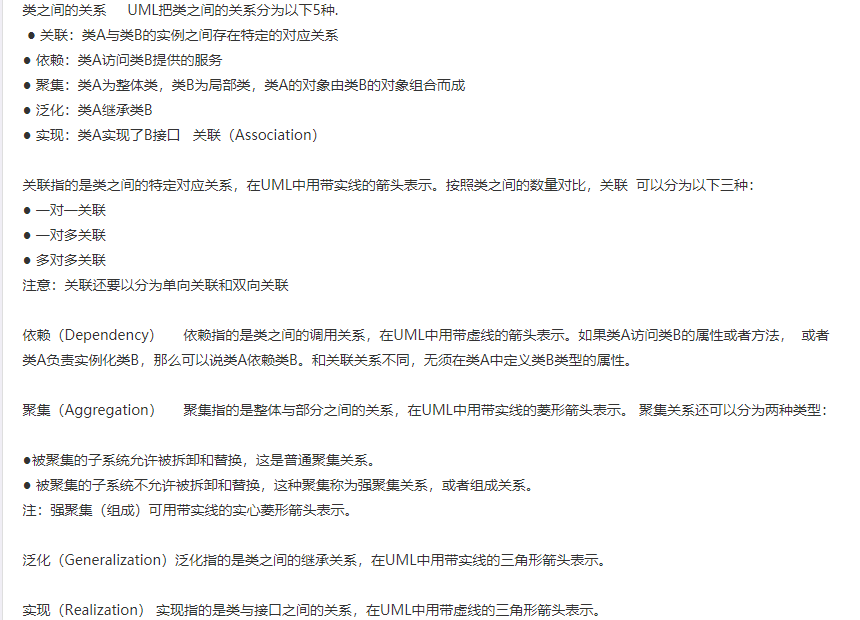 类之间的关系 UML把类之间的关系分为以下5种.
● 关联：类A与类B的实例之间存在特定的对应关系
● 依赖：类A访问类B提供的服务
● 聚集：类A为整体类，类B为局部类，类A的对象由类B的对象组合而成
● 泛化：类A继承类B
● 实现：类A实现了B接口 关联（Association）
关联指的是类之间的特定对应关系，在UML中用带实线的箭头表示。按照类之间的数量对比，关联 可以分为以下三种：
● 一对一关联
● 一对多关联
● 多对多关联
注意：关联还要以分为单向关联和双向关联
依赖（Dependency） 依赖指的是类之间的调用关系，在UML中用带虚线的箭头表示。如果类A访问类B的属性或者方法， 或者
类A负责实例化类B，那么可以说类A依赖类B。和关联关系不同，无须在类A中定义类B类型的属性。
聚集（Aggregation） 聚集指的是整体与部分之间的关系，在UML中用带实线的菱形箭头表示。 聚集关系还可以分为两种类型：
●被聚集的子系统允许被拆卸和替换，这是普通聚集关系。
● 被聚集的子系统不允许被拆卸和替换，这种聚集称为强聚集关系，或者组成关系。
注：强聚集（组成）可用带实线的实心菱形箭头表示。
泛化（Generalization）泛化指的是类之间的继承关系，在UML中用带实线的三角形箭头表示。
实现（Realization） 实现指的是类与接口之间的关系，在UML中用带虚线的三角形箭头表示。